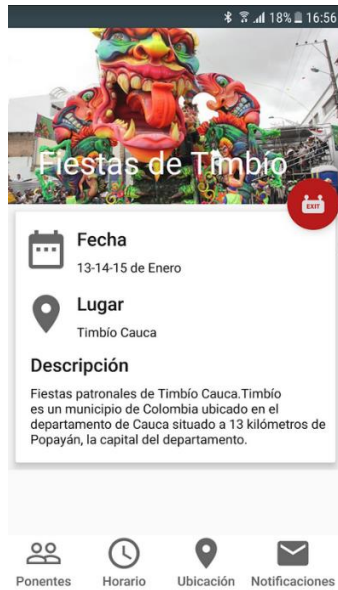 18% 16:56
Fiestas de Timbío
EXIT
Fecha
13-14-15 de Enero
Lugar
Timbío Cauca
Descripción
Fiestas patronales de Timbío Cauca.Timbío
es un municipio de Colombia ubicado en el
departamento de Cauca situado a 13 kilómetros de
Popayán, la capital del departamento.
Ponentes Horario Ubicación Notificaciones